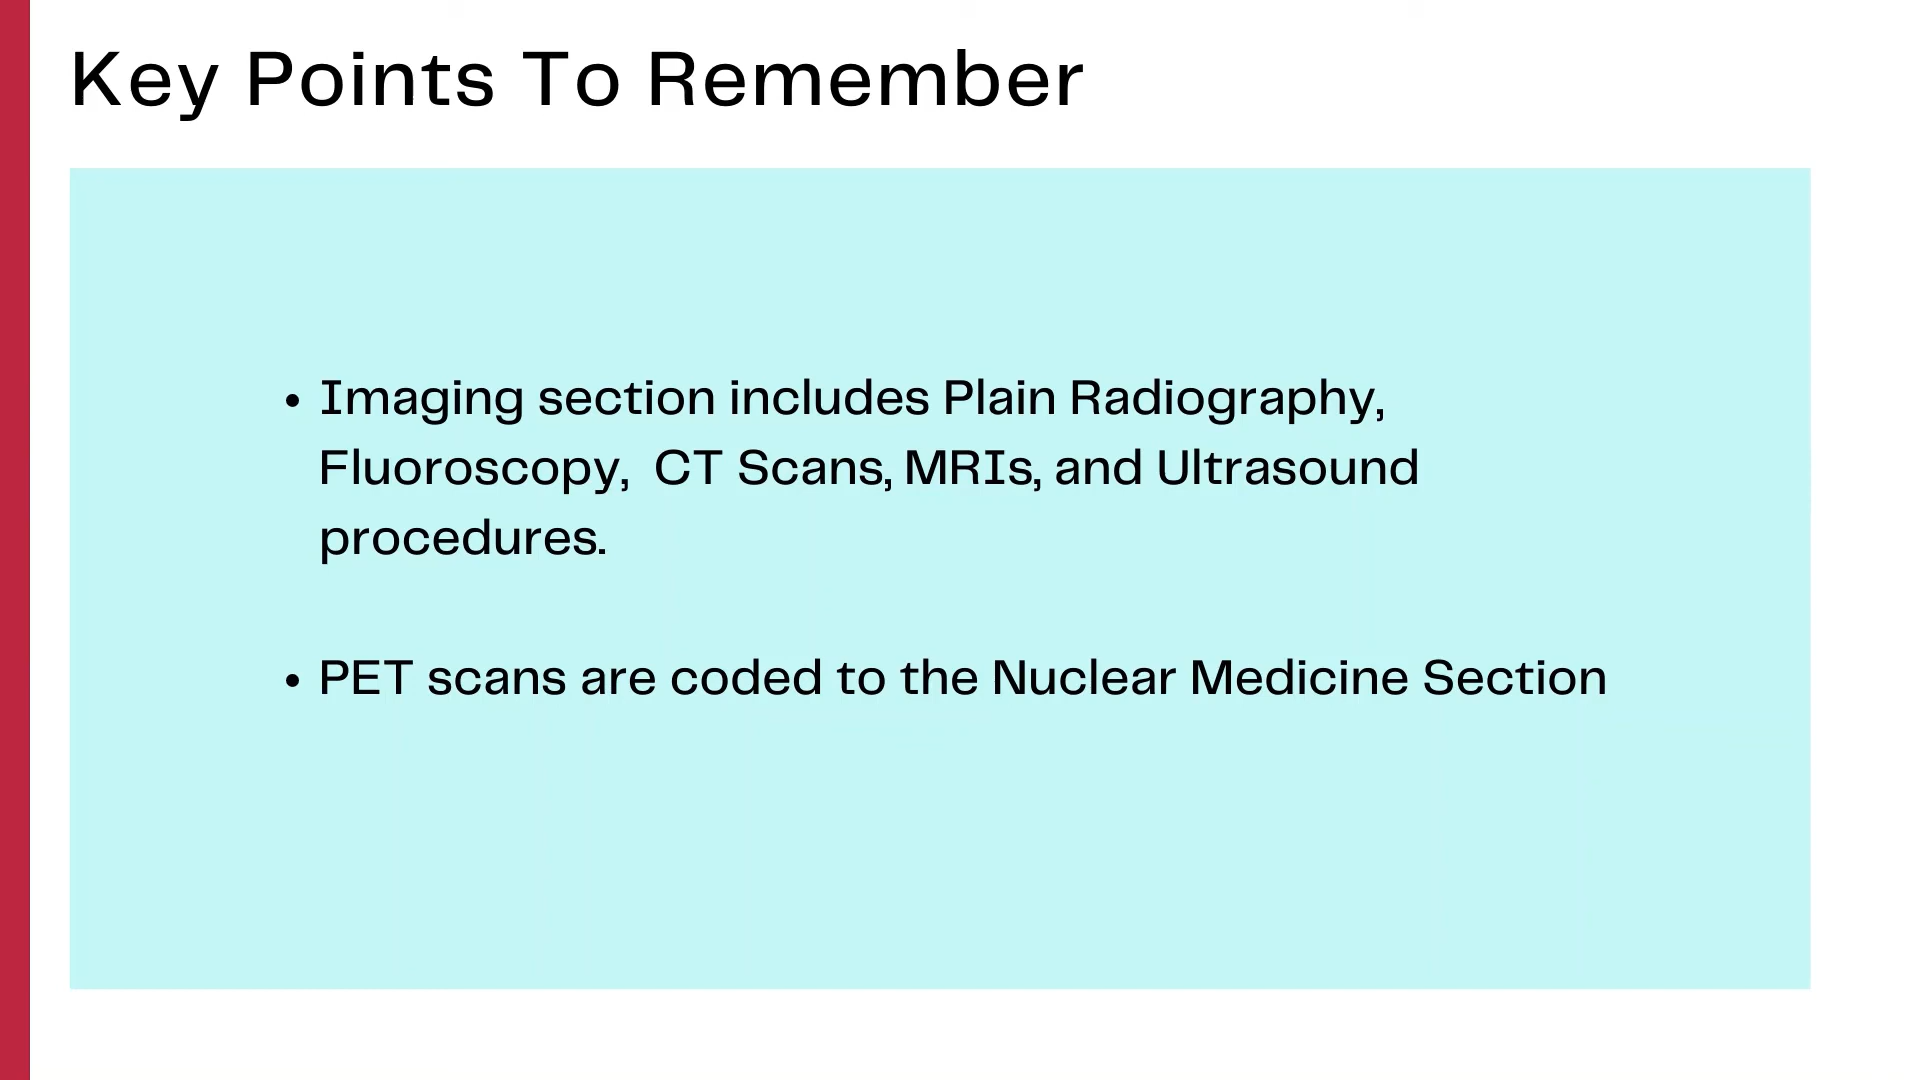 Key Points To Remember
• Imaging section includes Plain Radiography,
Fluoroscopy,  CT Scans, MRIs, and Ultrasound
procedures.
• PET scans are coded to the Nuclear Medicine Section